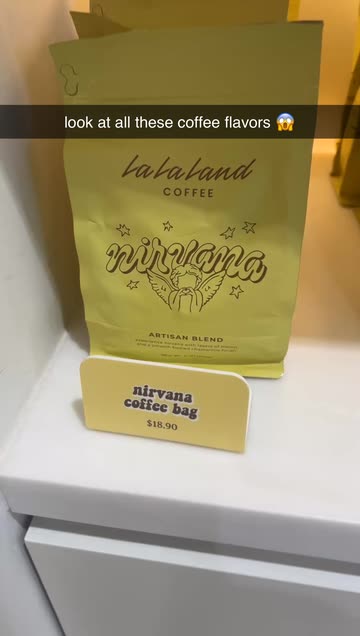 look at all these coffee flavors 😱
LaLaLand
COFFEE
nirvana
ARTISAN BLEND
nirvana
coffee bag
$18.90